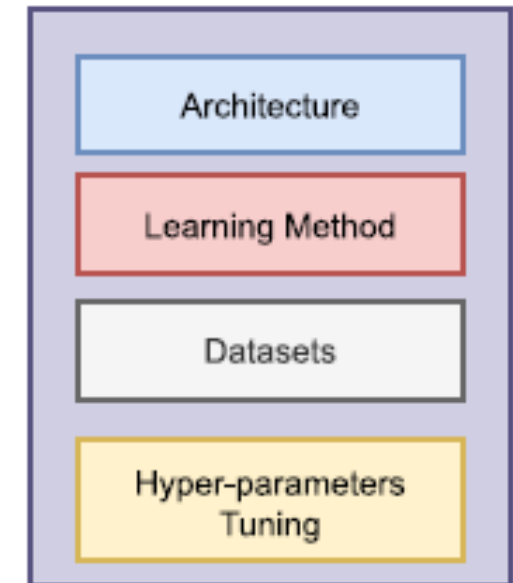 Architecture
Learning Method
Datasets
Hyper-parameters
Tuning